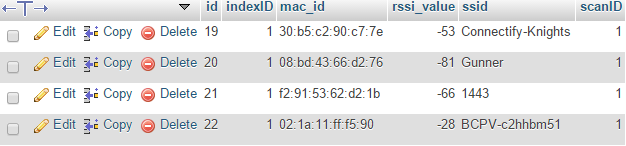 id indexID mac_id rssi_value ssid scanID
Edit Copy Delete 19 1 30:b5:c2:90:c7:7e -53 Connectify-Knights 1
Edit Copy Delete 20 1 08:bd:43:66:d2:76 -81 Gunner 1
Edit Copy Delete 21 1 f2:91:53:62:d2:1b -66 1443 1
Edit Copy Delete 22 1 02:1a:11:ff:f5:90 -28 BCPV-c2hhbm51 1